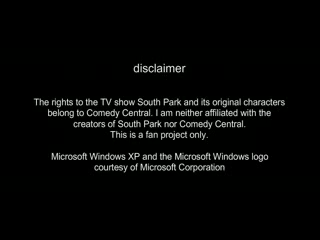 disclaimer
The rights to the TV show South Park and its original characters
belong to Comedy Central. I am neither affiliated with the
creators of South Park nor Comedy Central.
This is a fan project only.
Microsoft Windows XP and the Microsoft Windows logo
courtesy of Microsoft Corporation